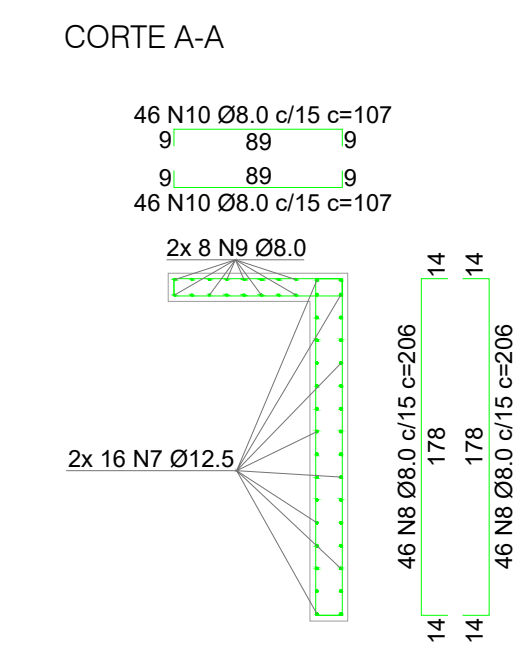 CORTE A-A
46 N10 Ø8.0 c/15 c=107
9 89 9
9 89 9
46 N10 Ø8.0 c/15 c=107
2x 8 N9 Ø8.0
2x 16 N7 Ø12.5
14 14
46 N8 Ø8.0 c/15 c=206
178
178
46 N8 Ø8.0 c/15 c=206
14 14